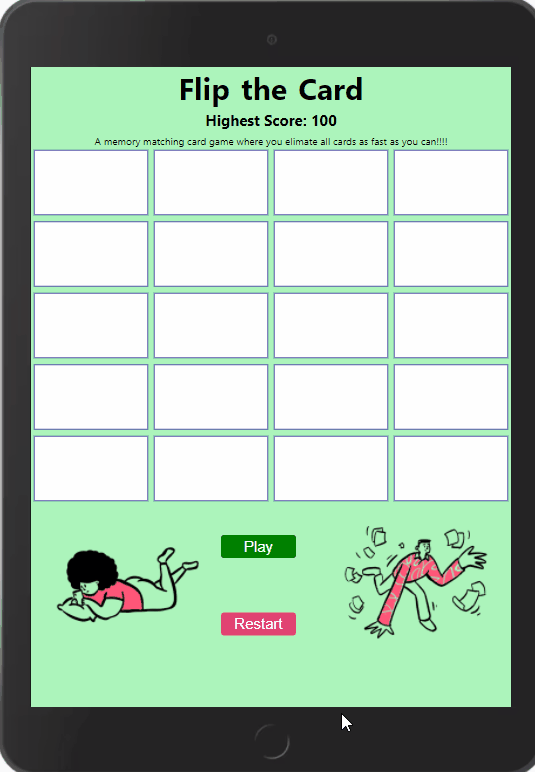 Flip the Card
Highest Score: 100
A memory matching card game where you elimate all cards as fast as you can!!!!
Play
Restart